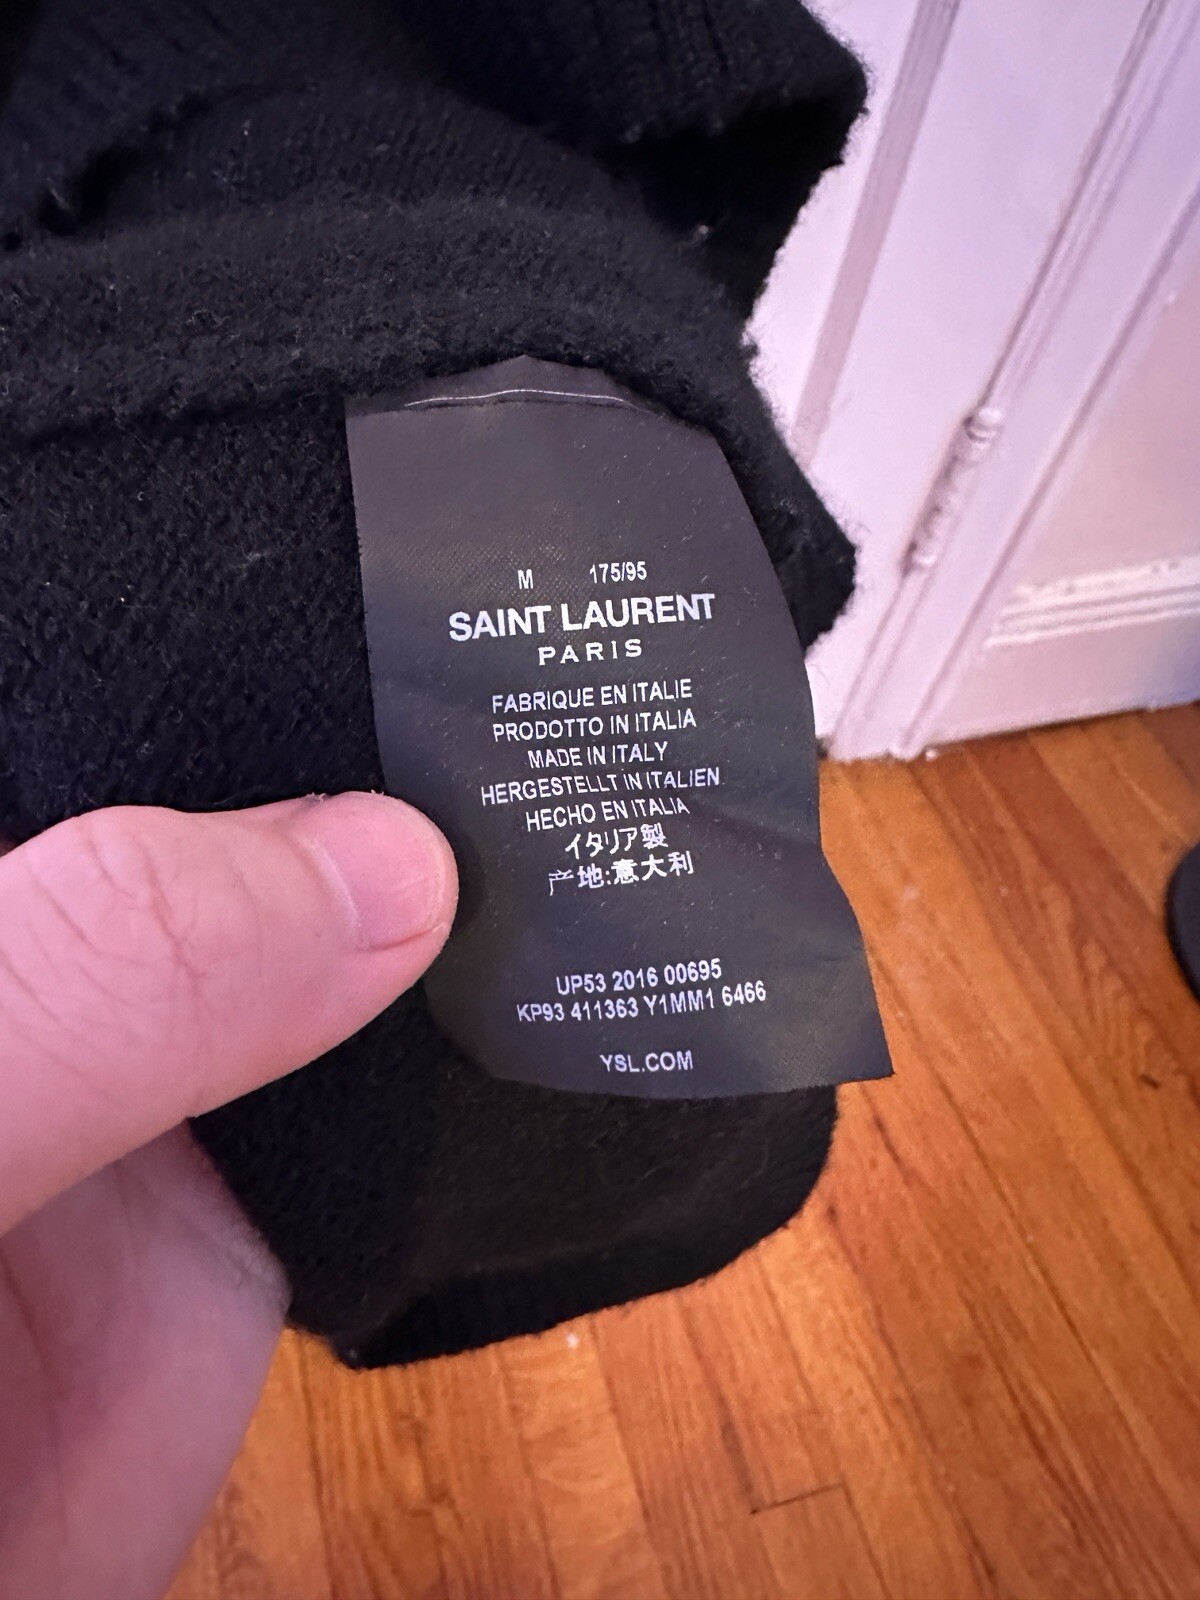 M 175/95
SAINT LAURENT
PARIS
FABRIQUE EN ITALIE
PRODOTTO IN ITALIA
MADE IN ITALY
HERGESTELLT IN ITALIEN
HECHO EN ITALIA
イタリア製
产地:意大利
UP53 2016 00695
KP93 411363 Y1MM1 6466
YSL.COM